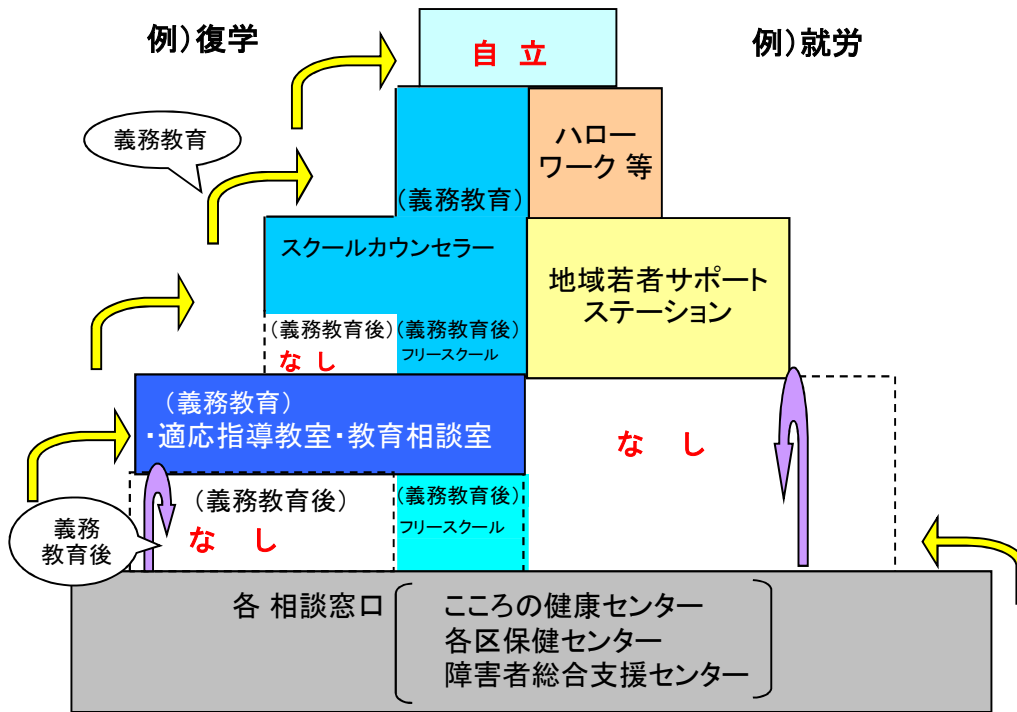 例）復学
例）就労
自 立
義務教育
ハロー
ワーク 等
（義務教育）
スクールカウンセラー
地域若者サポート
ステーション
（義務教育後）
な し
（義務教育後）
フリースクール
（義務教育）
・適応指導教室・教育相談室
な し
（義務教育後）
な し
（義務教育後）
フリースクール
義務
教育後
各 相談窓口
こころの健康センター
各区保健センター
障害者総合支援センター